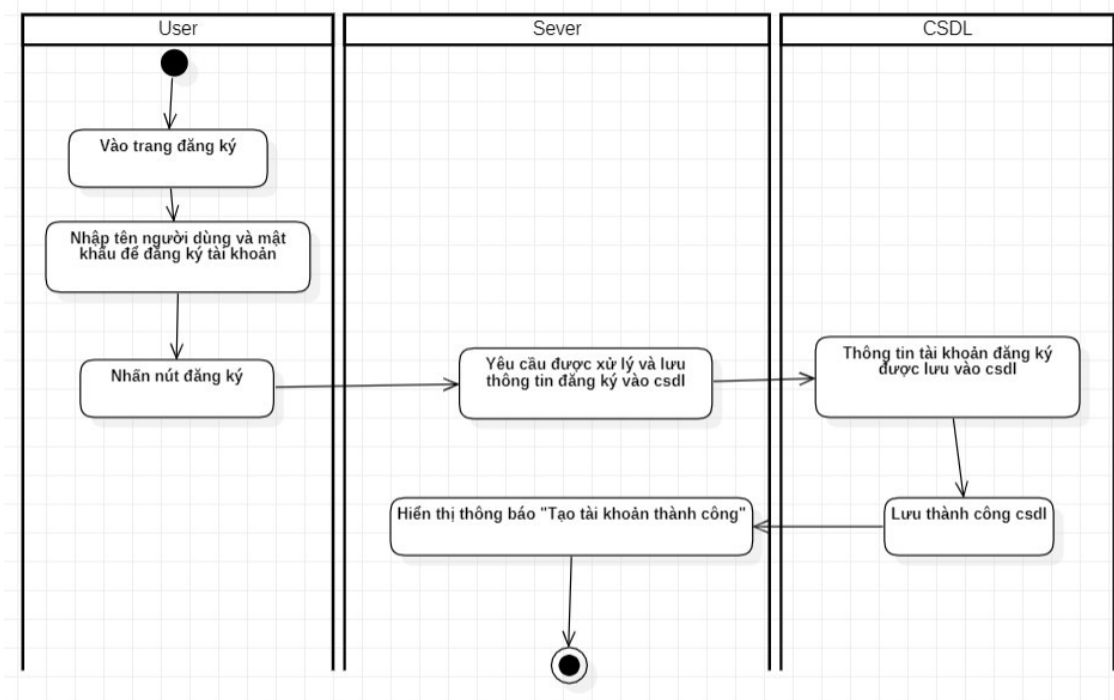 User
Sever
CSDL
Vào trang đăng ký
Nhập tên người dùng và mật
khẩu để đăng ký tài khoản
Nhấn nút đăng ký
Yêu cầu được xử lý và lưu
thông tin đăng ký vào csdl
Thông tin tài khoản đăng ký
được lưu vào csdl
Hiển thị thông báo "Tạo tài khoản thành công"
Lưu thành công csdl